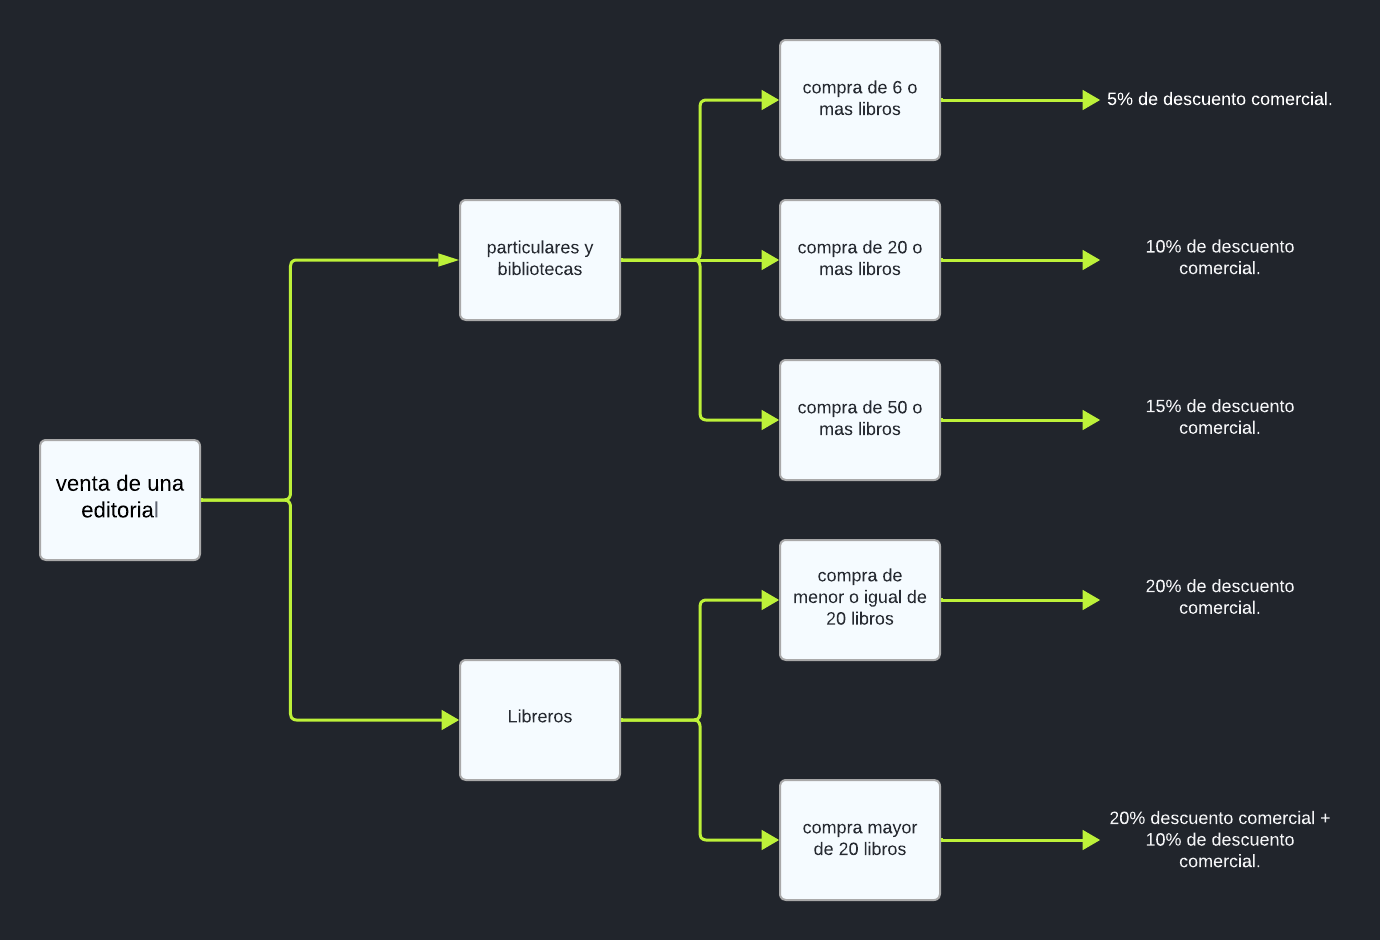 venta de una
editorial
particulares y
bibliotecas
compra de 6 o
mas libros
5% de descuento comercial.
compra de 20 o
mas libros
10% de descuento
comercial.
compra de 50 o
mas libros
15% de descuento
comercial.
Libreros
compra de
menor o igual de
20 libros
20% de descuento
comercial.
compra mayor
de 20 libros
20% descuento comercial +
10% de descuento
comercial.